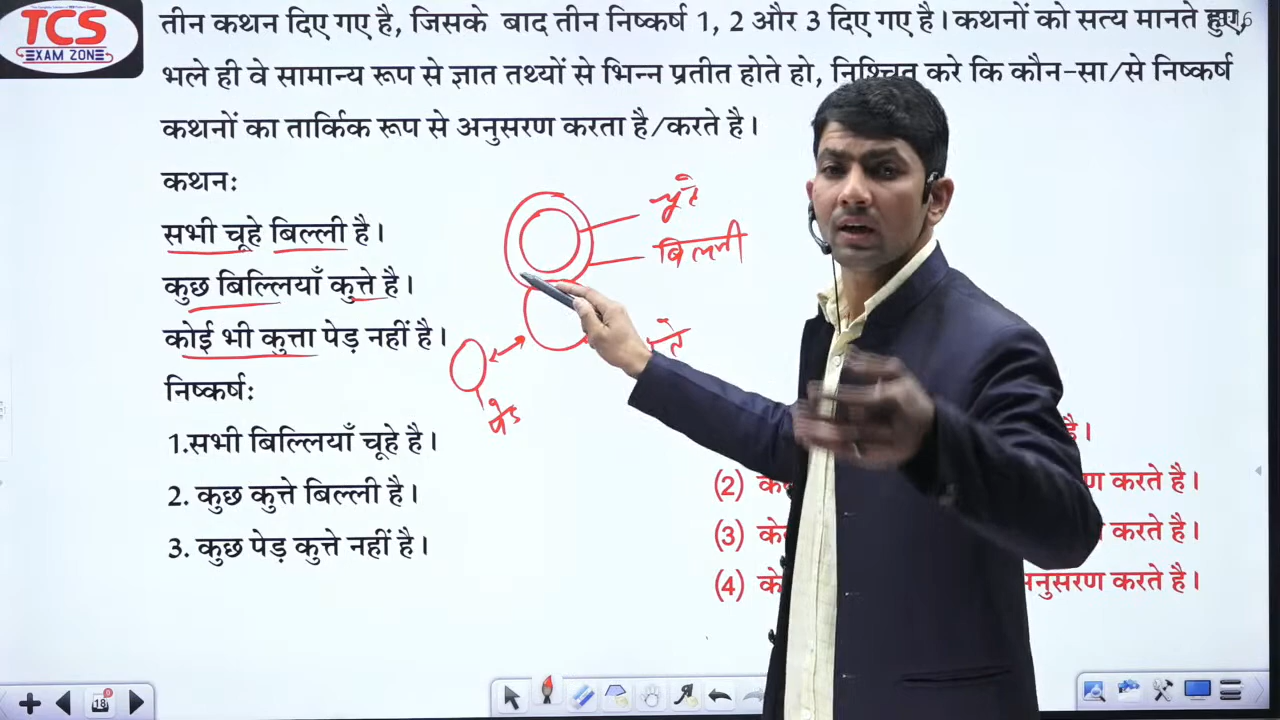 TCS
EXAM ZONE
तीन कथन दिए गए है, जिसके बाद तीन निष्कर्ष 1, 2 और 3 दिए गए है। कथनों को सत्य मानते हुए,
भले ही वे सामान्य रूप से ज्ञात तथ्यों से भिन्न प्रतीत होते हो, निश्चित करे कि कौन-सा/से निष्कर्ष
कथनों का तार्किक रूप से अनुसरण करता है/करते है।
कथनः
सभी चूहे बिल्ली है।
चूहे
कुछ बिल्लियाँ कुत्ते है।
बिल्ली
कोई भी कुत्ता पेड़ नहीं है।
पेड़
निष्कर्षः
1.सभी बिल्लियाँ चूहे है।
है।
2. कुछ कुत्ते बिल्ली है।
(2) करते है।
3. कुछ पेड़ कुत्ते नहीं है।
(3) करते है।
(4) अनुसरण करते है।
18